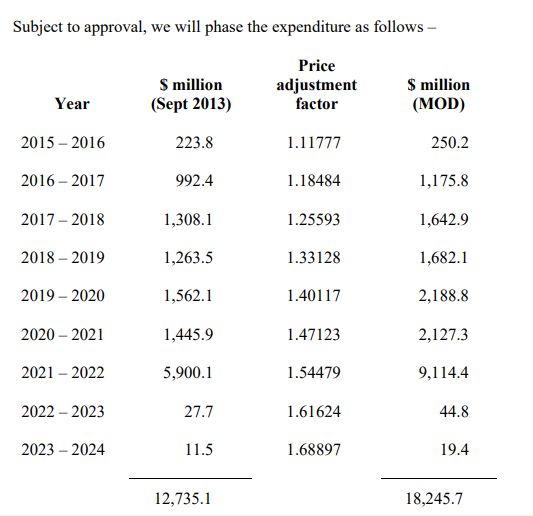 Subject to approval, we will phase the expenditure as follows –
Price
$ million adjustment $ million
Year (Sept 2013) factor (MOD)
2015 – 2016 223.8 1.11777 250.2
2016 – 2017 992.4 1.18484 1,175.8
2017 – 2018 1,308.1 1.25593 1,642.9
2018 – 2019 1,263.5 1.33128 1,682.1
2019 – 2020 1,562.1 1.40117 2,188.8
2020 – 2021 1,445.9 1.47123 2,127.3
2021 – 2022 5,900.1 1.54479 9,114.4
2022 – 2023 27.7 1.61624 44.8
2023 – 2024 11.5 1.68897 19.4
12,735.1 18,245.7